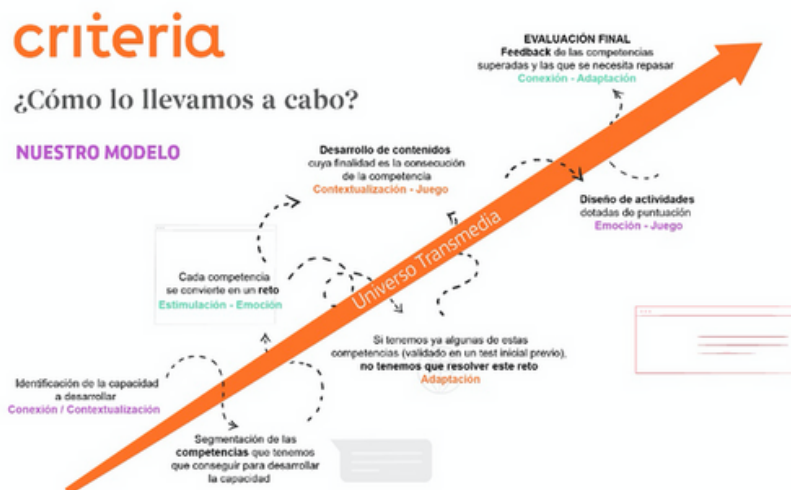 criteria
¿Cómo lo llevamos a cabo?
NUESTRO MODELO
Identificación de la capacidad
a desarrollar
Conexión / Contextualización
Segmentación de las
competencias que tenemos
que conseguir para desarrollar
la capacidad
Cada competencia
se convierte en un reto
Estimulación - Emoción
Si tenemos ya algunas de estas
competencias (validado en un test inicial previo),
no tenemos que resolver este reto
Adaptación
Desarrollo de contenidos
cuya finalidad es la consecución
de la competencia
Contextualización - Juego
Universo Transmedia
Diseño de actividades
dotadas de puntuación
Emoción - Juego
EVALUACIÓN FINAL
Feedback de las competencias
superadas y las que se necesita repasar
Conexión - Adaptación